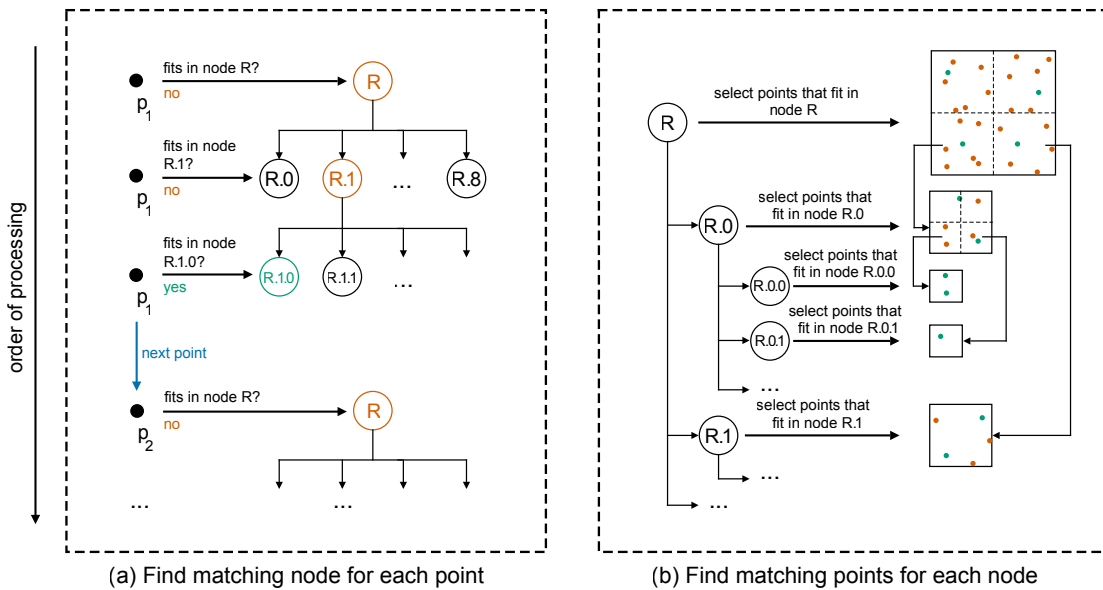 order of processing
fits in node R?
no
p1
R
fits in node
R.1?
no
p1
R.0
R.1
...
R.8
fits in node
R.1.0?
yes
p1
R.1.0
R.1.1
...
next point
fits in node R?
no
p2
R
...
...
(a) Find matching node for each point
R
select points that fit in
node R
R.0
select points that
fit in node R.0
R.0.0
select points that
fit in node R.0.0
R.0.1
select points that
fit in node R.0.1
...
R.1
select points that
fit in node R.1
...
...
(b) Find matching points for each node